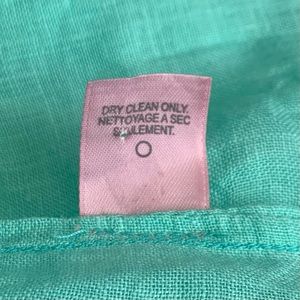 DRY CLEAN ONLY.
NETTOYAGE A SEC
SEULEMENT.